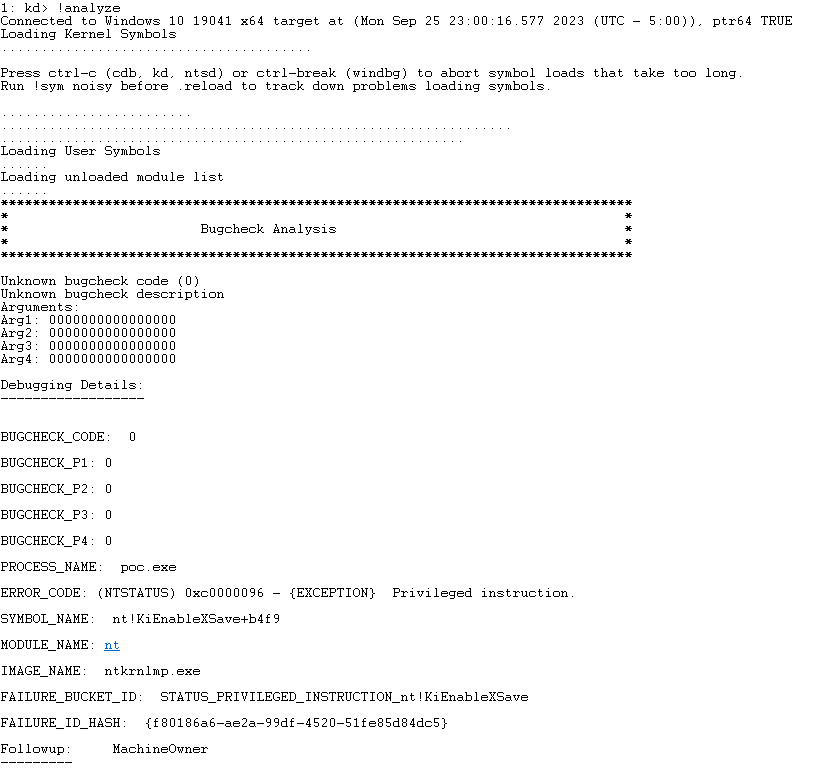 1: kd> !analyze
Connected to Windows 10 19041 x64 target at (Mon Sep 25 23:00:16.577 2023 (UTC - 5:00)), ptr64 TRUE
Loading Kernel Symbols
.......................................
Press ctrl-c (cdb, kd, ntsd) or ctrl-break (windbg) to abort symbol loads that take too long.
Run !sym noisy before .reload to track down problems loading symbols.
........................
................................................................
..........................................................
Loading User Symbols
......
Loading unloaded module list
......
*******************************************************************************
*                                                                             *
*                        Bugcheck Analysis                                    *
*                                                                             *
*******************************************************************************
Unknown bugcheck code (0)
Unknown bugcheck description
Arguments:
Arg1: 0000000000000000
Arg2: 0000000000000000
Arg3: 0000000000000000
Arg4: 0000000000000000
Debugging Details:
------------------
BUGCHECK_CODE:  0
BUGCHECK_P1: 0
BUGCHECK_P2: 0
BUGCHECK_P3: 0
BUGCHECK_P4: 0
PROCESS_NAME:  poc.exe
ERROR_CODE: (NTSTATUS) 0xc0000096 - {EXCEPTION}  Privileged instruction.
SYMBOL_NAME:  nt!KiEnableXSave+b4f9
MODULE_NAME: nt
IMAGE_NAME:  ntkrnlmp.exe
FAILURE_BUCKET_ID:  STATUS_PRIVILEGED_INSTRUCTION_nt!KiEnableXSave
FAILURE_ID_HASH:  {f80186a6-ae2a-99df-4520-51fe85d84dc5}
Followup:     MachineOwner
---------